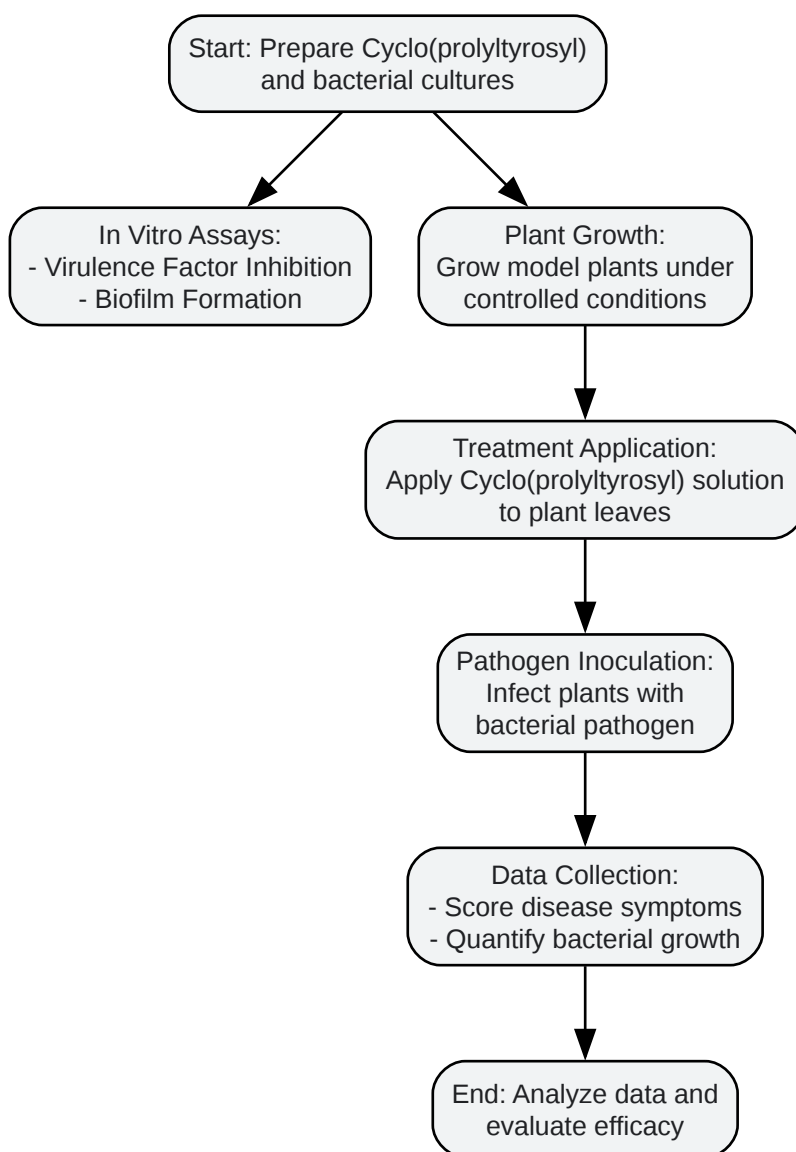 Start: Prepare Cyclo(prolyltyrosyl)
and bacterial cultures
In Vitro Assays:
- Virulence Factor Inhibition
- Biofilm Formation
Plant Growth:
Grow model plants under
controlled conditions
Treatment Application:
Apply Cyclo(prolyltyrosyl) solution
to plant leaves
Pathogen Inoculation:
Infect plants with
bacterial pathogen
Data Collection:
- Score disease symptoms
- Quantify bacterial growth
End: Analyze data and
evaluate efficacy